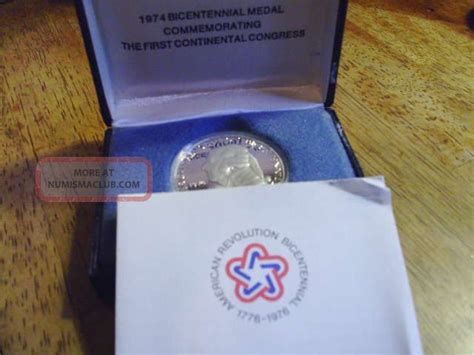 1974 BICENTENNIAL MEDAL
COMMEMORATING
THE FIRST CONTINENTAL CONGRESS
MORE AT
NUMISMACLUB.COM
AMERICAN REVOLUTION BICENTENNIAL
1776-1976